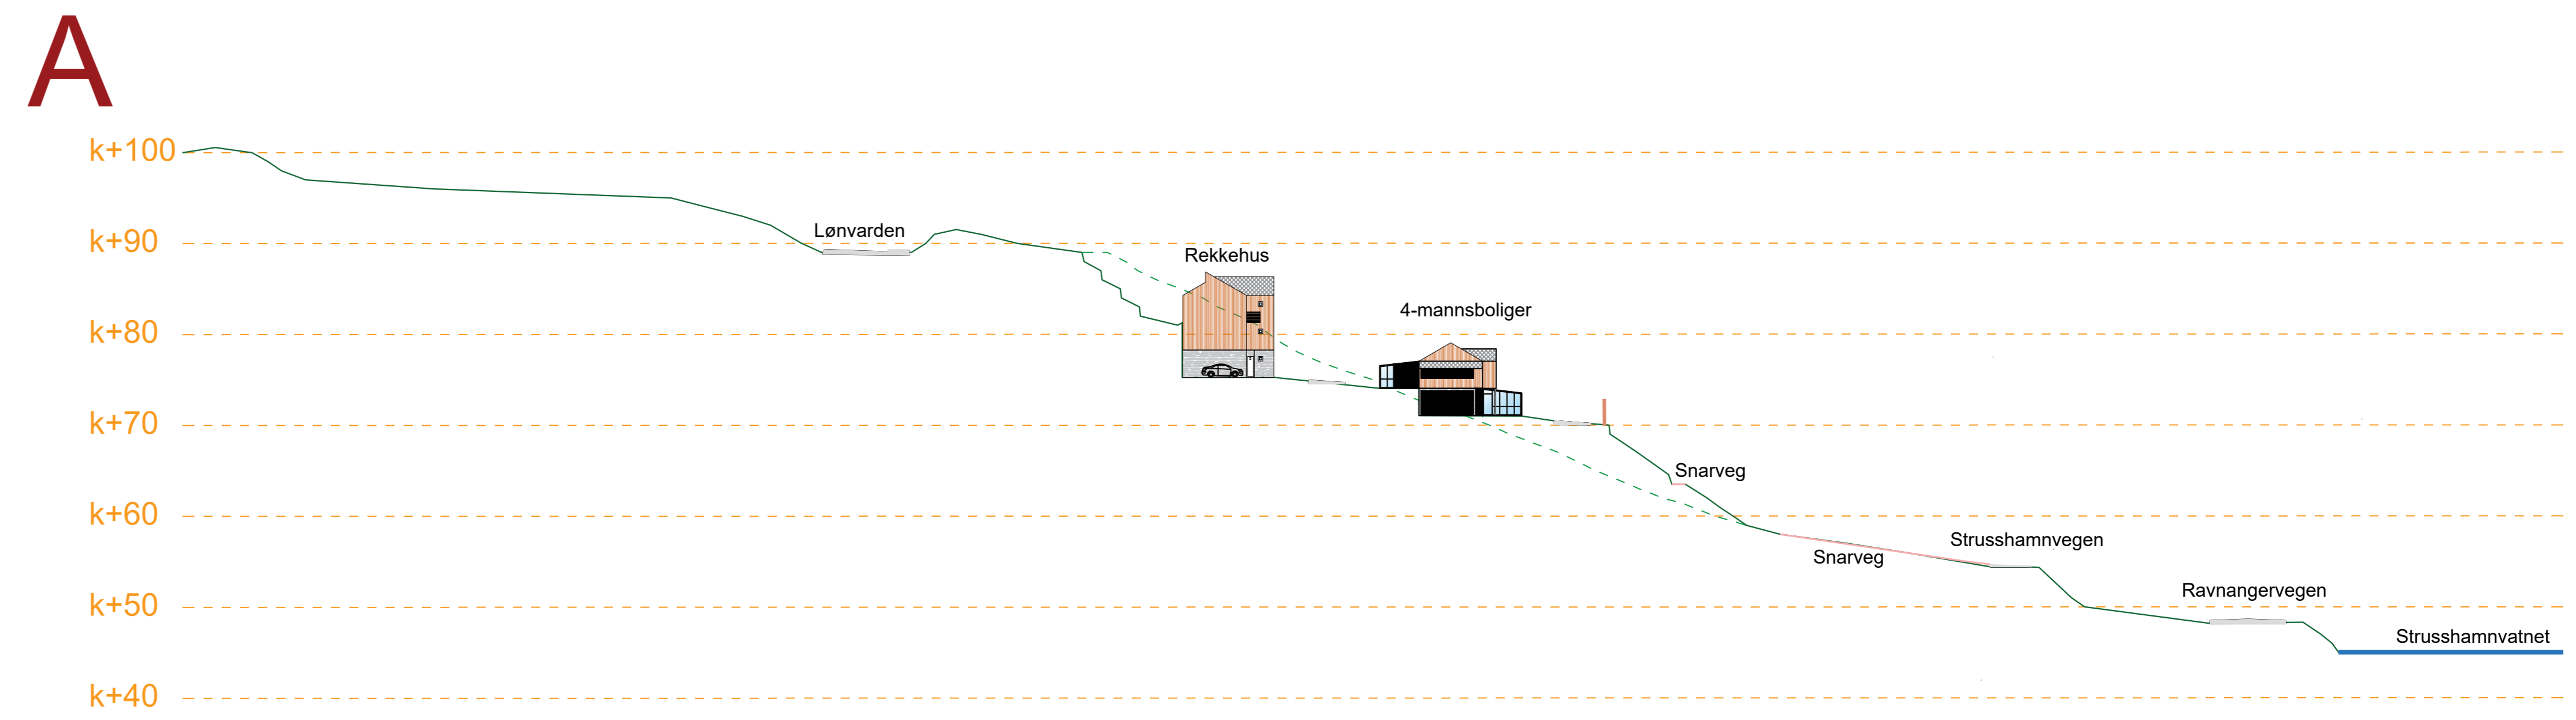 A
k+100
Lønvarden
k+90
Rekkehus
4-mannsboliger
k+80
k+70
Snarveg
k+60
Strusshamnvegen
Snarveg
Ravnangervegen
k+50
Strusshamnvatnet
k+40